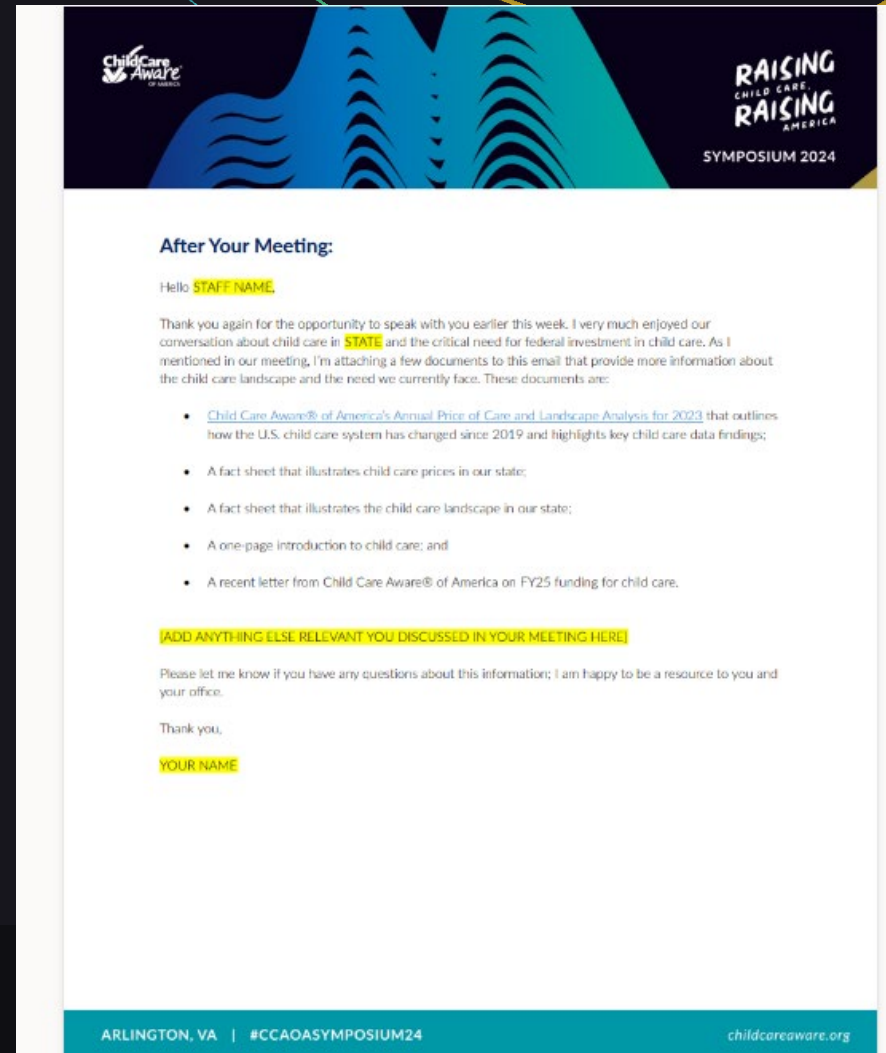 ChildCare
Aware®
OF AMERICA
RAISING
CHILD CARE,
RAISING
AMERICA
SYMPOSIUM 2024
After Your Meeting:
Hello STAFF NAME,
Thank you again for the opportunity to speak with you earlier this week. I very much enjoyed our
conversation about child care in STATE and the critical need for federal investment in child care. As I
mentioned in our meeting, I'm attaching a few documents to this email that provide more information about
the child care landscape and the need we currently face. These documents are:
• Child Care Aware® of America's Annual Price of Care and Landscape Analysis for 2023 that outlines
how the U.S. child care system has changed since 2019 and highlights key child care data findings;
• A fact sheet that illustrates child care prices in our state;
• A fact sheet that illustrates the child care landscape in our state;
• A one-page introduction to child care; and
• A recent letter from Child Care Aware® of America on FY25 funding for child care.
[ADD ANYTHING ELSE RELEVANT YOU DISCUSSED IN YOUR MEETING HERE]
Please let me know if you have any questions about this information; I am happy to be a resource to you and
your office.
Thank you,
YOUR NAME
ARLINGTON, VA | #CCAOASYMPOSIUM24
childcareaware.org